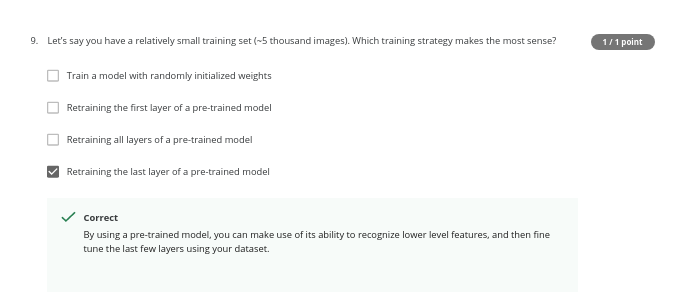 9. Let's say you have a relatively small training set (~5 thousand images). Which training strategy makes the most sense?
1 / 1 point
Train a model with randomly initialized weights
Retraining the first layer of a pre-trained model
Retraining all layers of a pre-trained model
Retraining the last layer of a pre-trained model
Correct
By using a pre-trained model, you can make use of its ability to recognize lower level features, and then fine
tune the last few layers using your dataset.